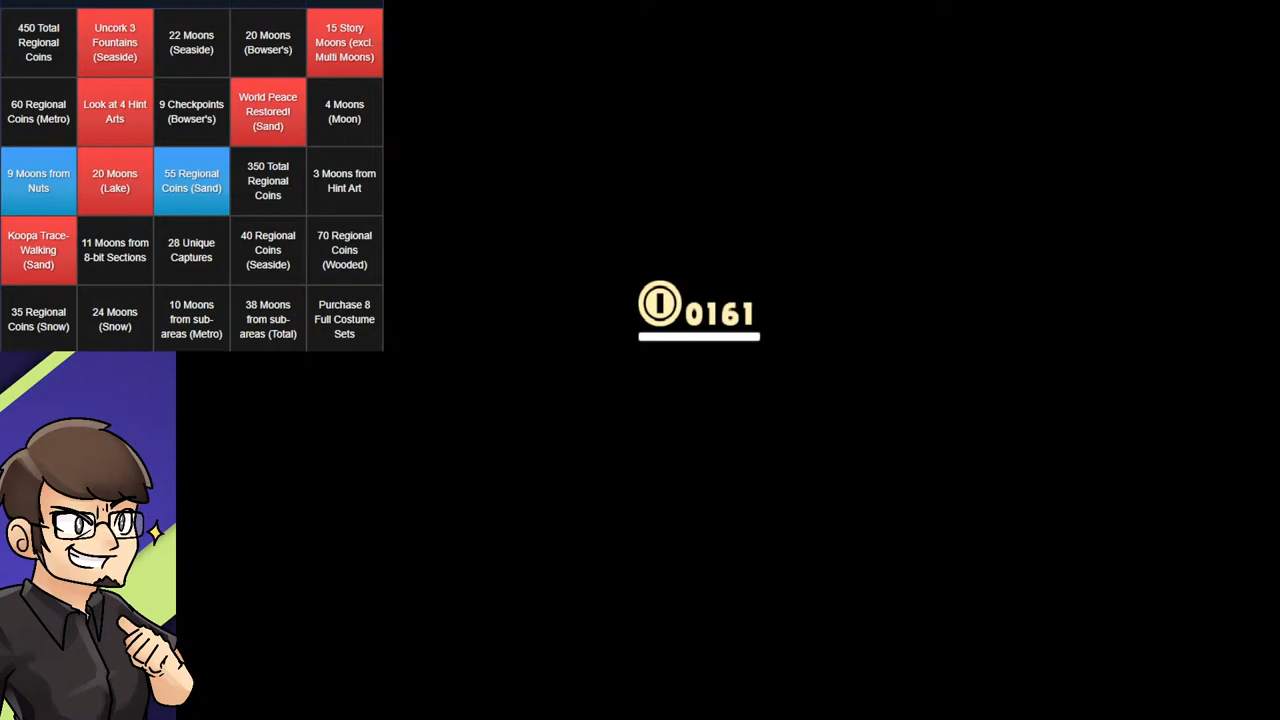 450 Total
Regional
Coins
Uncork 3
Fountains
(Seaside)
22 Moons
(Seaside)
20 Moons
(Bowser's)
15 Story
Moons (excl.
Multi Moons)
60 Regional
Coins (Metro)
Look at 4 Hint
Arts
9 Checkpoints
(Bowser's)
World Peace
Restored!
(Sand)
4 Moons
(Moon)
9 Moons from
Nuts
20 Moons
(Lake)
55 Regional
Coins (Sand)
350 Total
Regional
Coins
3 Moons from
Hint Art
Koopa Trace-
Walking
(Sand)
11 Moons from
8-bit Sections
28 Unique
Captures
40 Regional
Coins
(Seaside)
70 Regional
Coins
(Wooded)
35 Regional
Coins (Snow)
24 Moons
(Snow)
10 Moons
from sub-
areas (Metro)
38 Moons
from sub-
areas (Total)
Purchase 8
Full Costume
Sets
0161